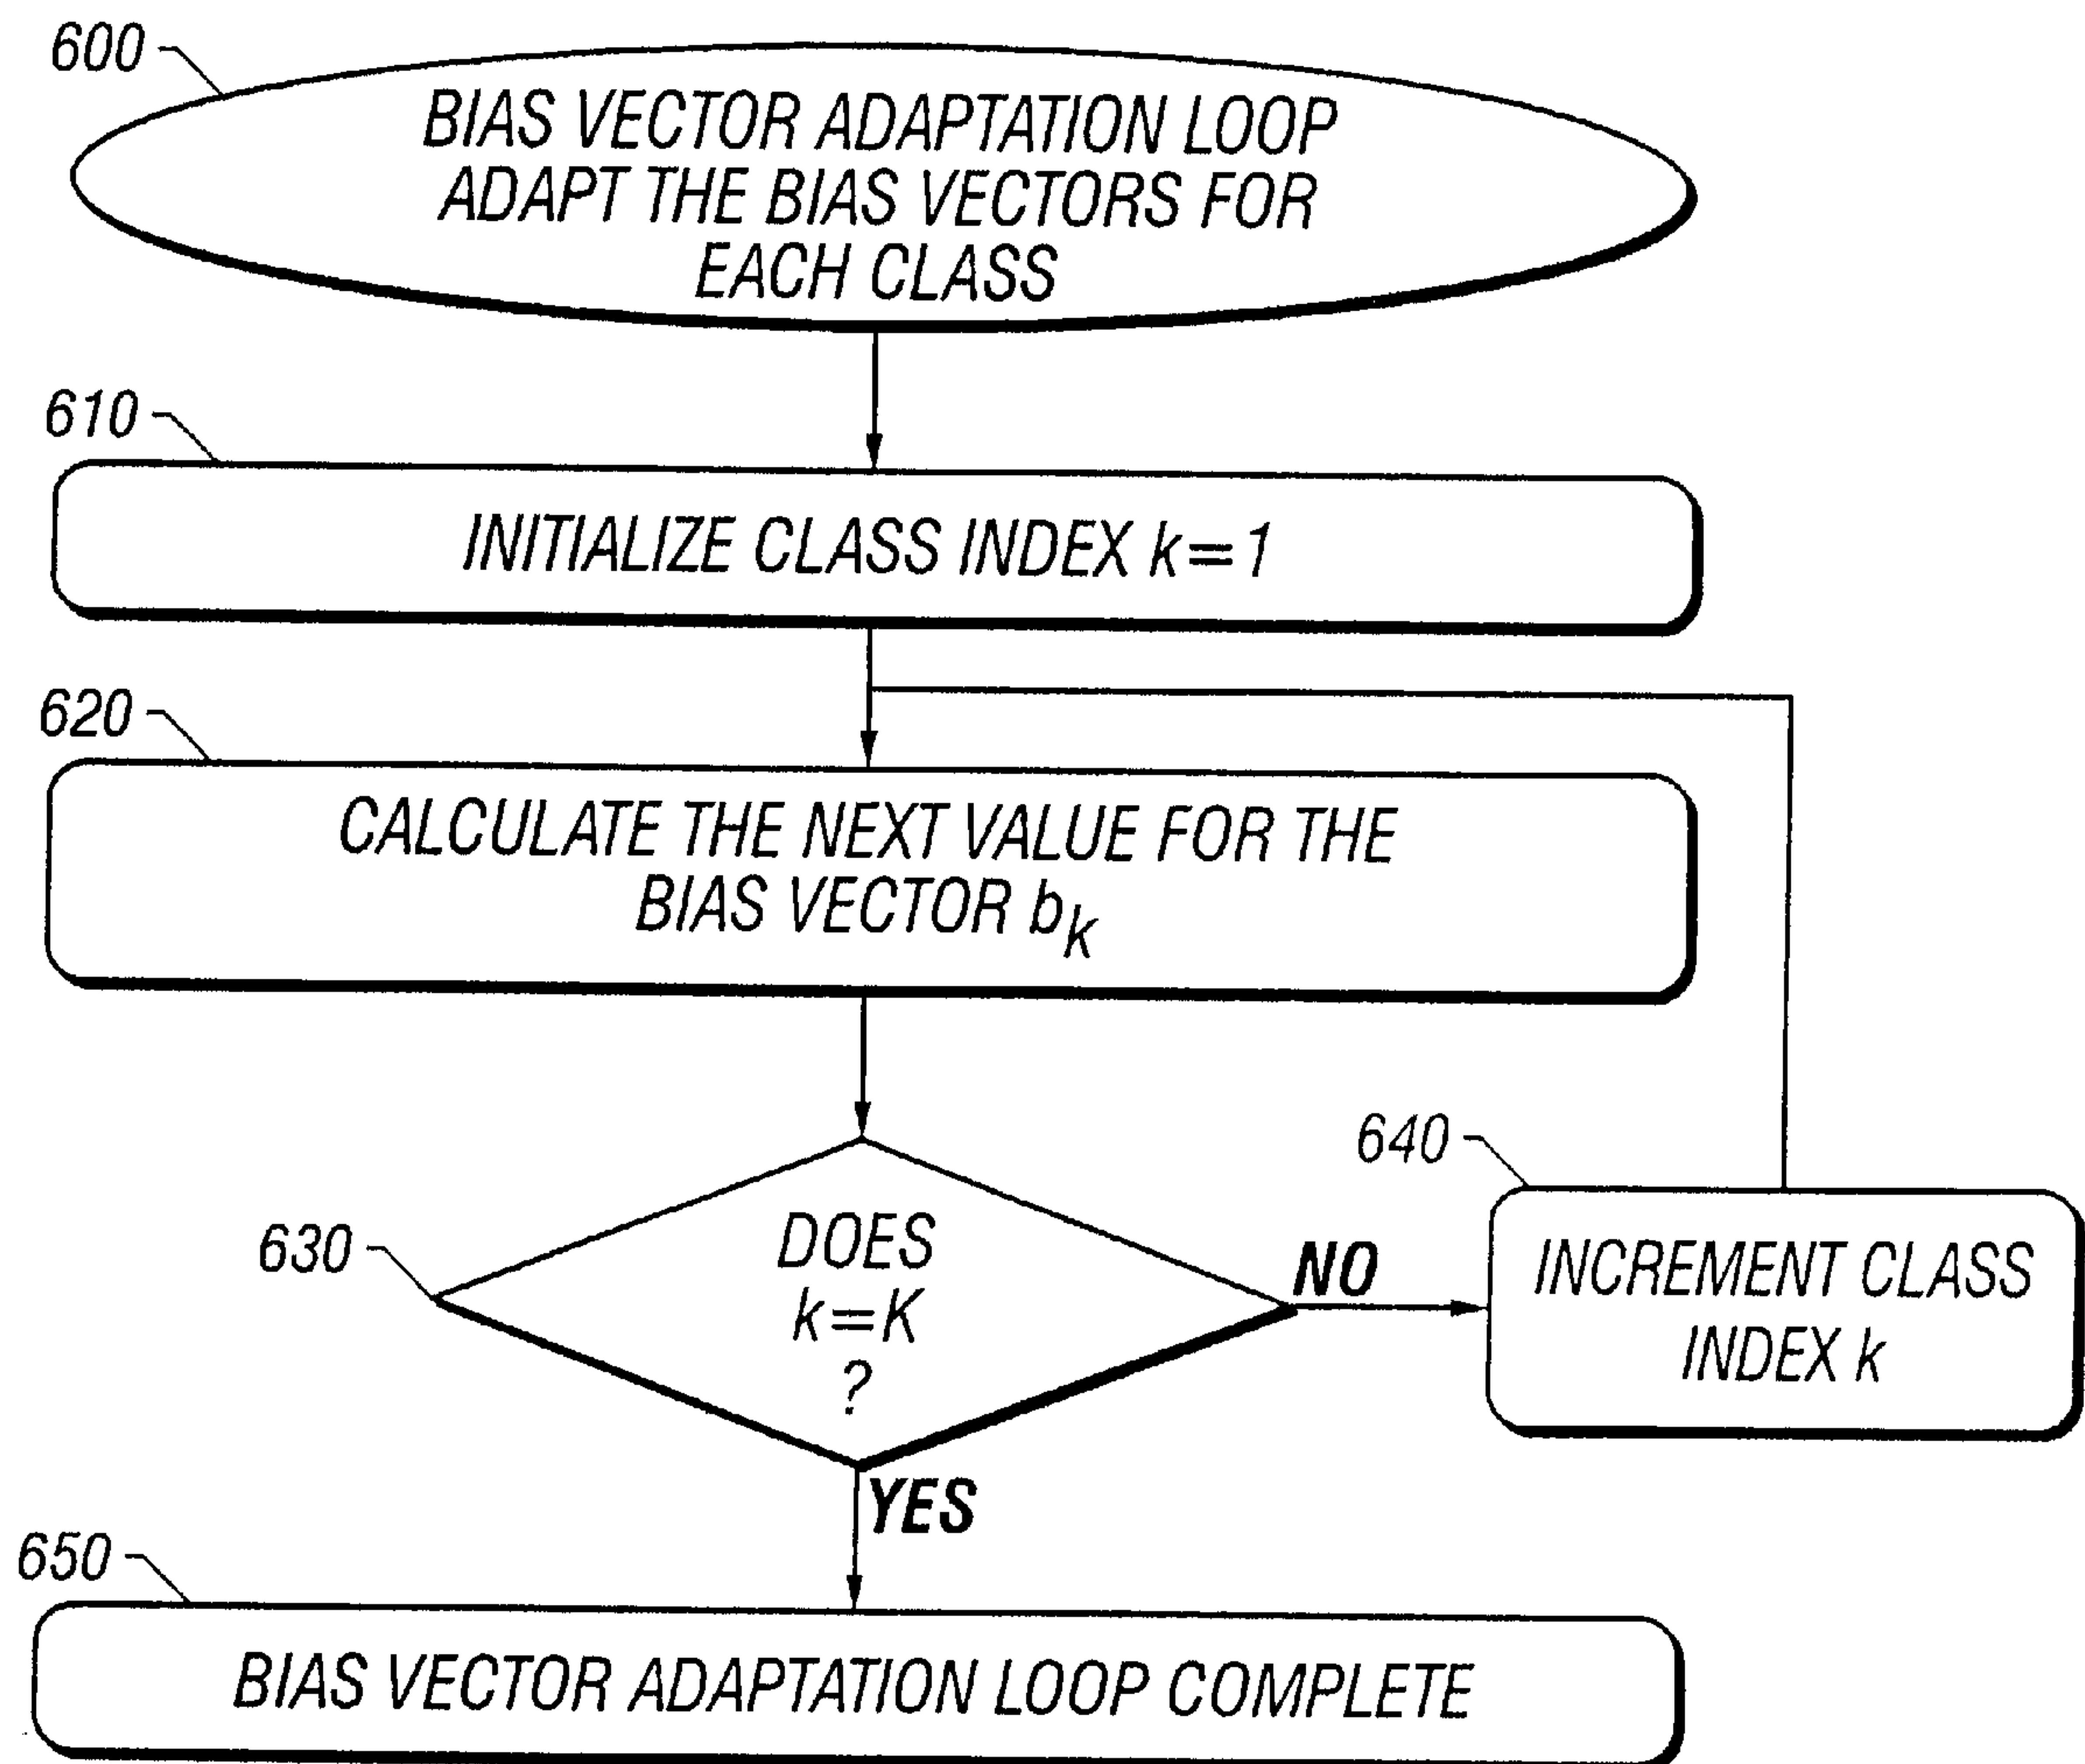 600
BIAS VECTOR ADAPTATION LOOP
ADAPT THE BIAS VECTORS FOR
EACH CLASS
610
INITIALIZE CLASS INDEX k=1
620
CALCULATE THE NEXT VALUE FOR THE
BIAS VECTOR bk
630
DOES
k=K
?
NO
640
INCREMENT CLASS
INDEX k
YES
650
BIAS VECTOR ADAPTATION LOOP COMPLETE